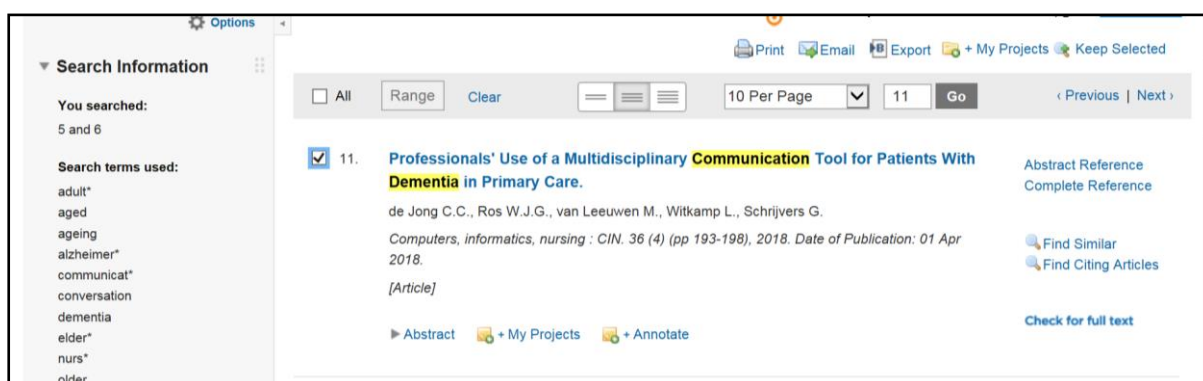 Options
Print Email Export + My Projects Keep Selected
Search Information
You searched:
5 and 6
Search terms used:
adult*
aged
ageing
alzheimer*
communicat*
conversation
dementia
elder*
nurs*
older
All Range Clear 10 Per Page 11 Go ‹ Previous | Next ›
11. Professionals' Use of a Multidisciplinary Communication Tool for Patients With
Dementia in Primary Care.
de Jong C.C., Ros W.J.G., van Leeuwen M., Witkamp L., Schrijvers G.
Computers, informatics, nursing : CIN. 36 (4) (pp 193-198), 2018. Date of Publication: 01 Apr
2018.
[Article]
Abstract + My Projects + Annotate
Abstract Reference
Complete Reference
Find Similar
Find Citing Articles
Check for full text